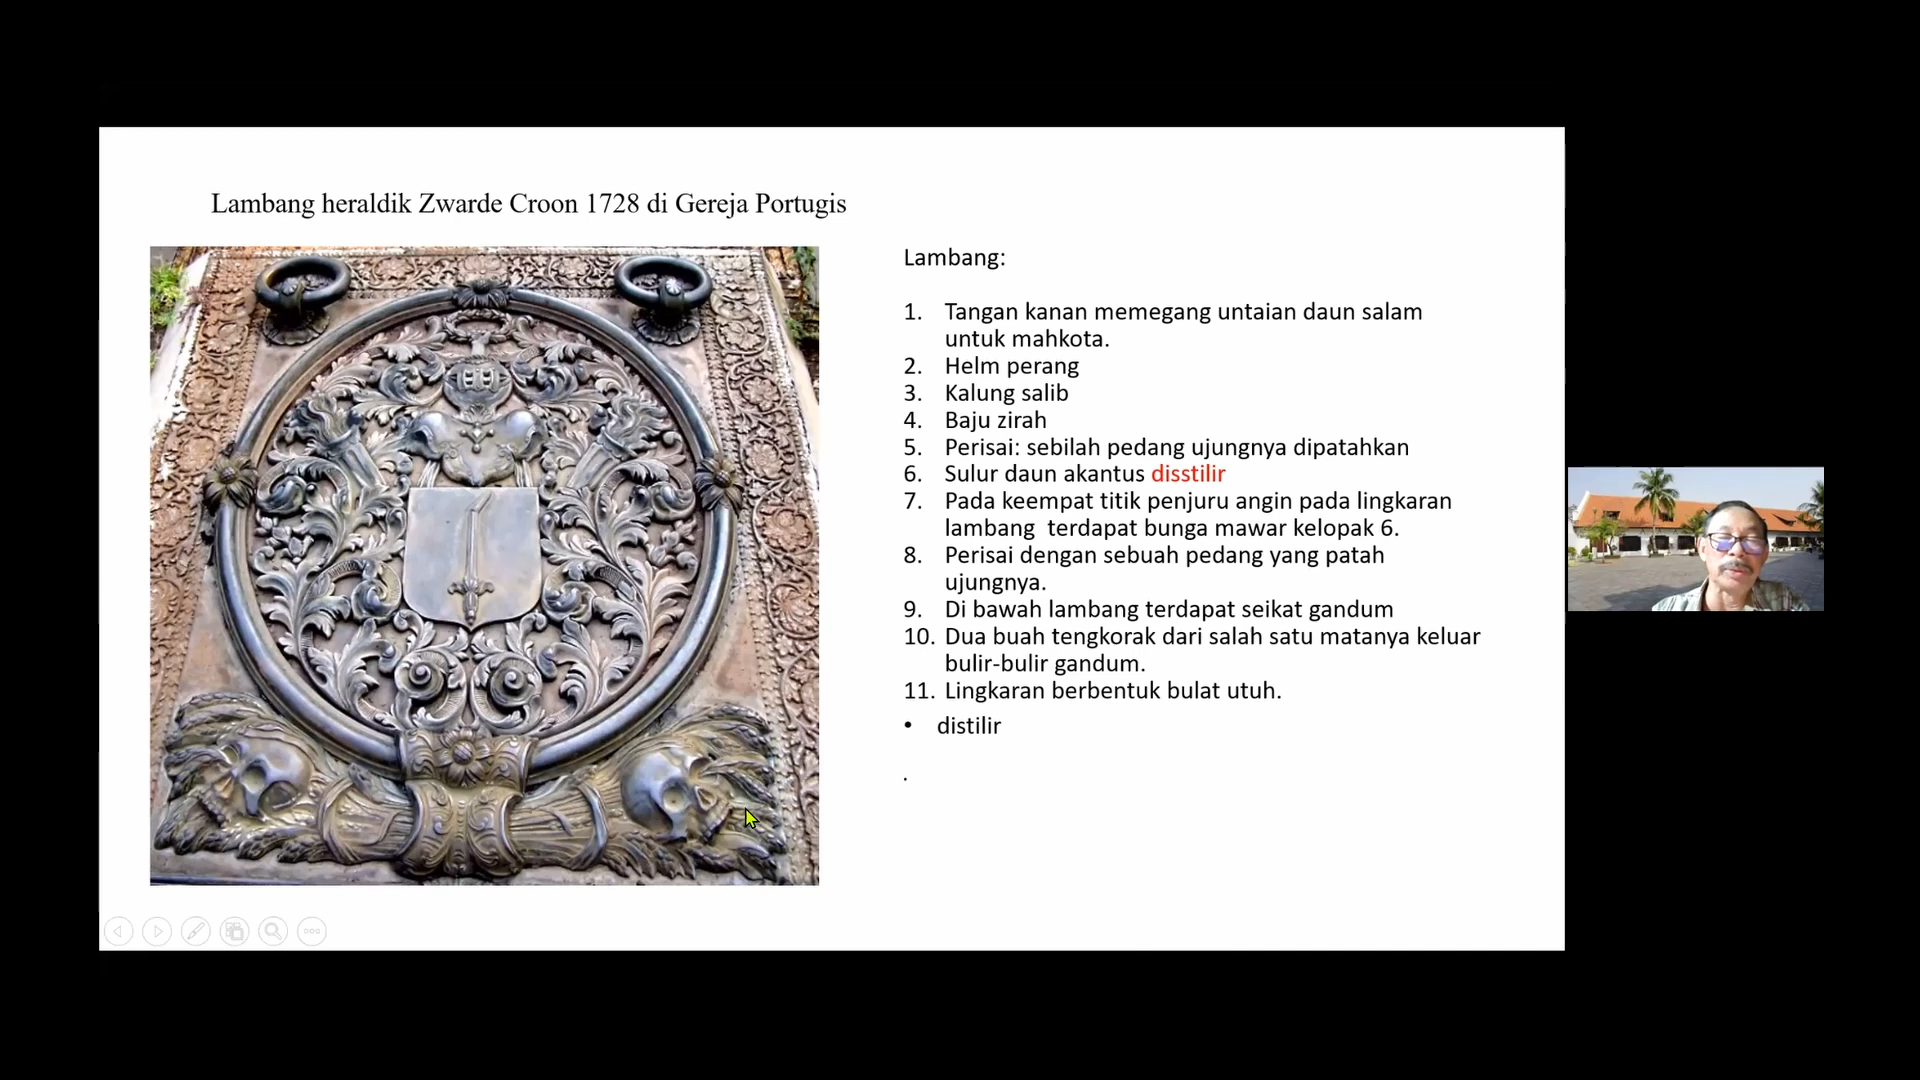 Lambang heraldik Zwarde Croon 1728 di Gereja Portugis
Lambang:
1. Tangan kanan memegang untaian daun salam
untuk mahkota.
2. Helm perang
3. Kalung salib
4. Baju zirah
5. Perisai: sebilah pedang ujungnya dipatahkan
6. Sulur daun akantus disstilir
7. Pada keempat titik penjuru angin pada lingkaran
lambang  terdapat bunga mawar kelopak 6.
8. Perisai dengan sebuah pedang yang patah
ujungnya.
9. Di bawah lambang terdapat seikat gandum
10. Dua buah tengkorak dari salah satu matanya keluar
bulir-bulir gandum.
11. Lingkaran berbentuk bulat utuh.
• distilir
.